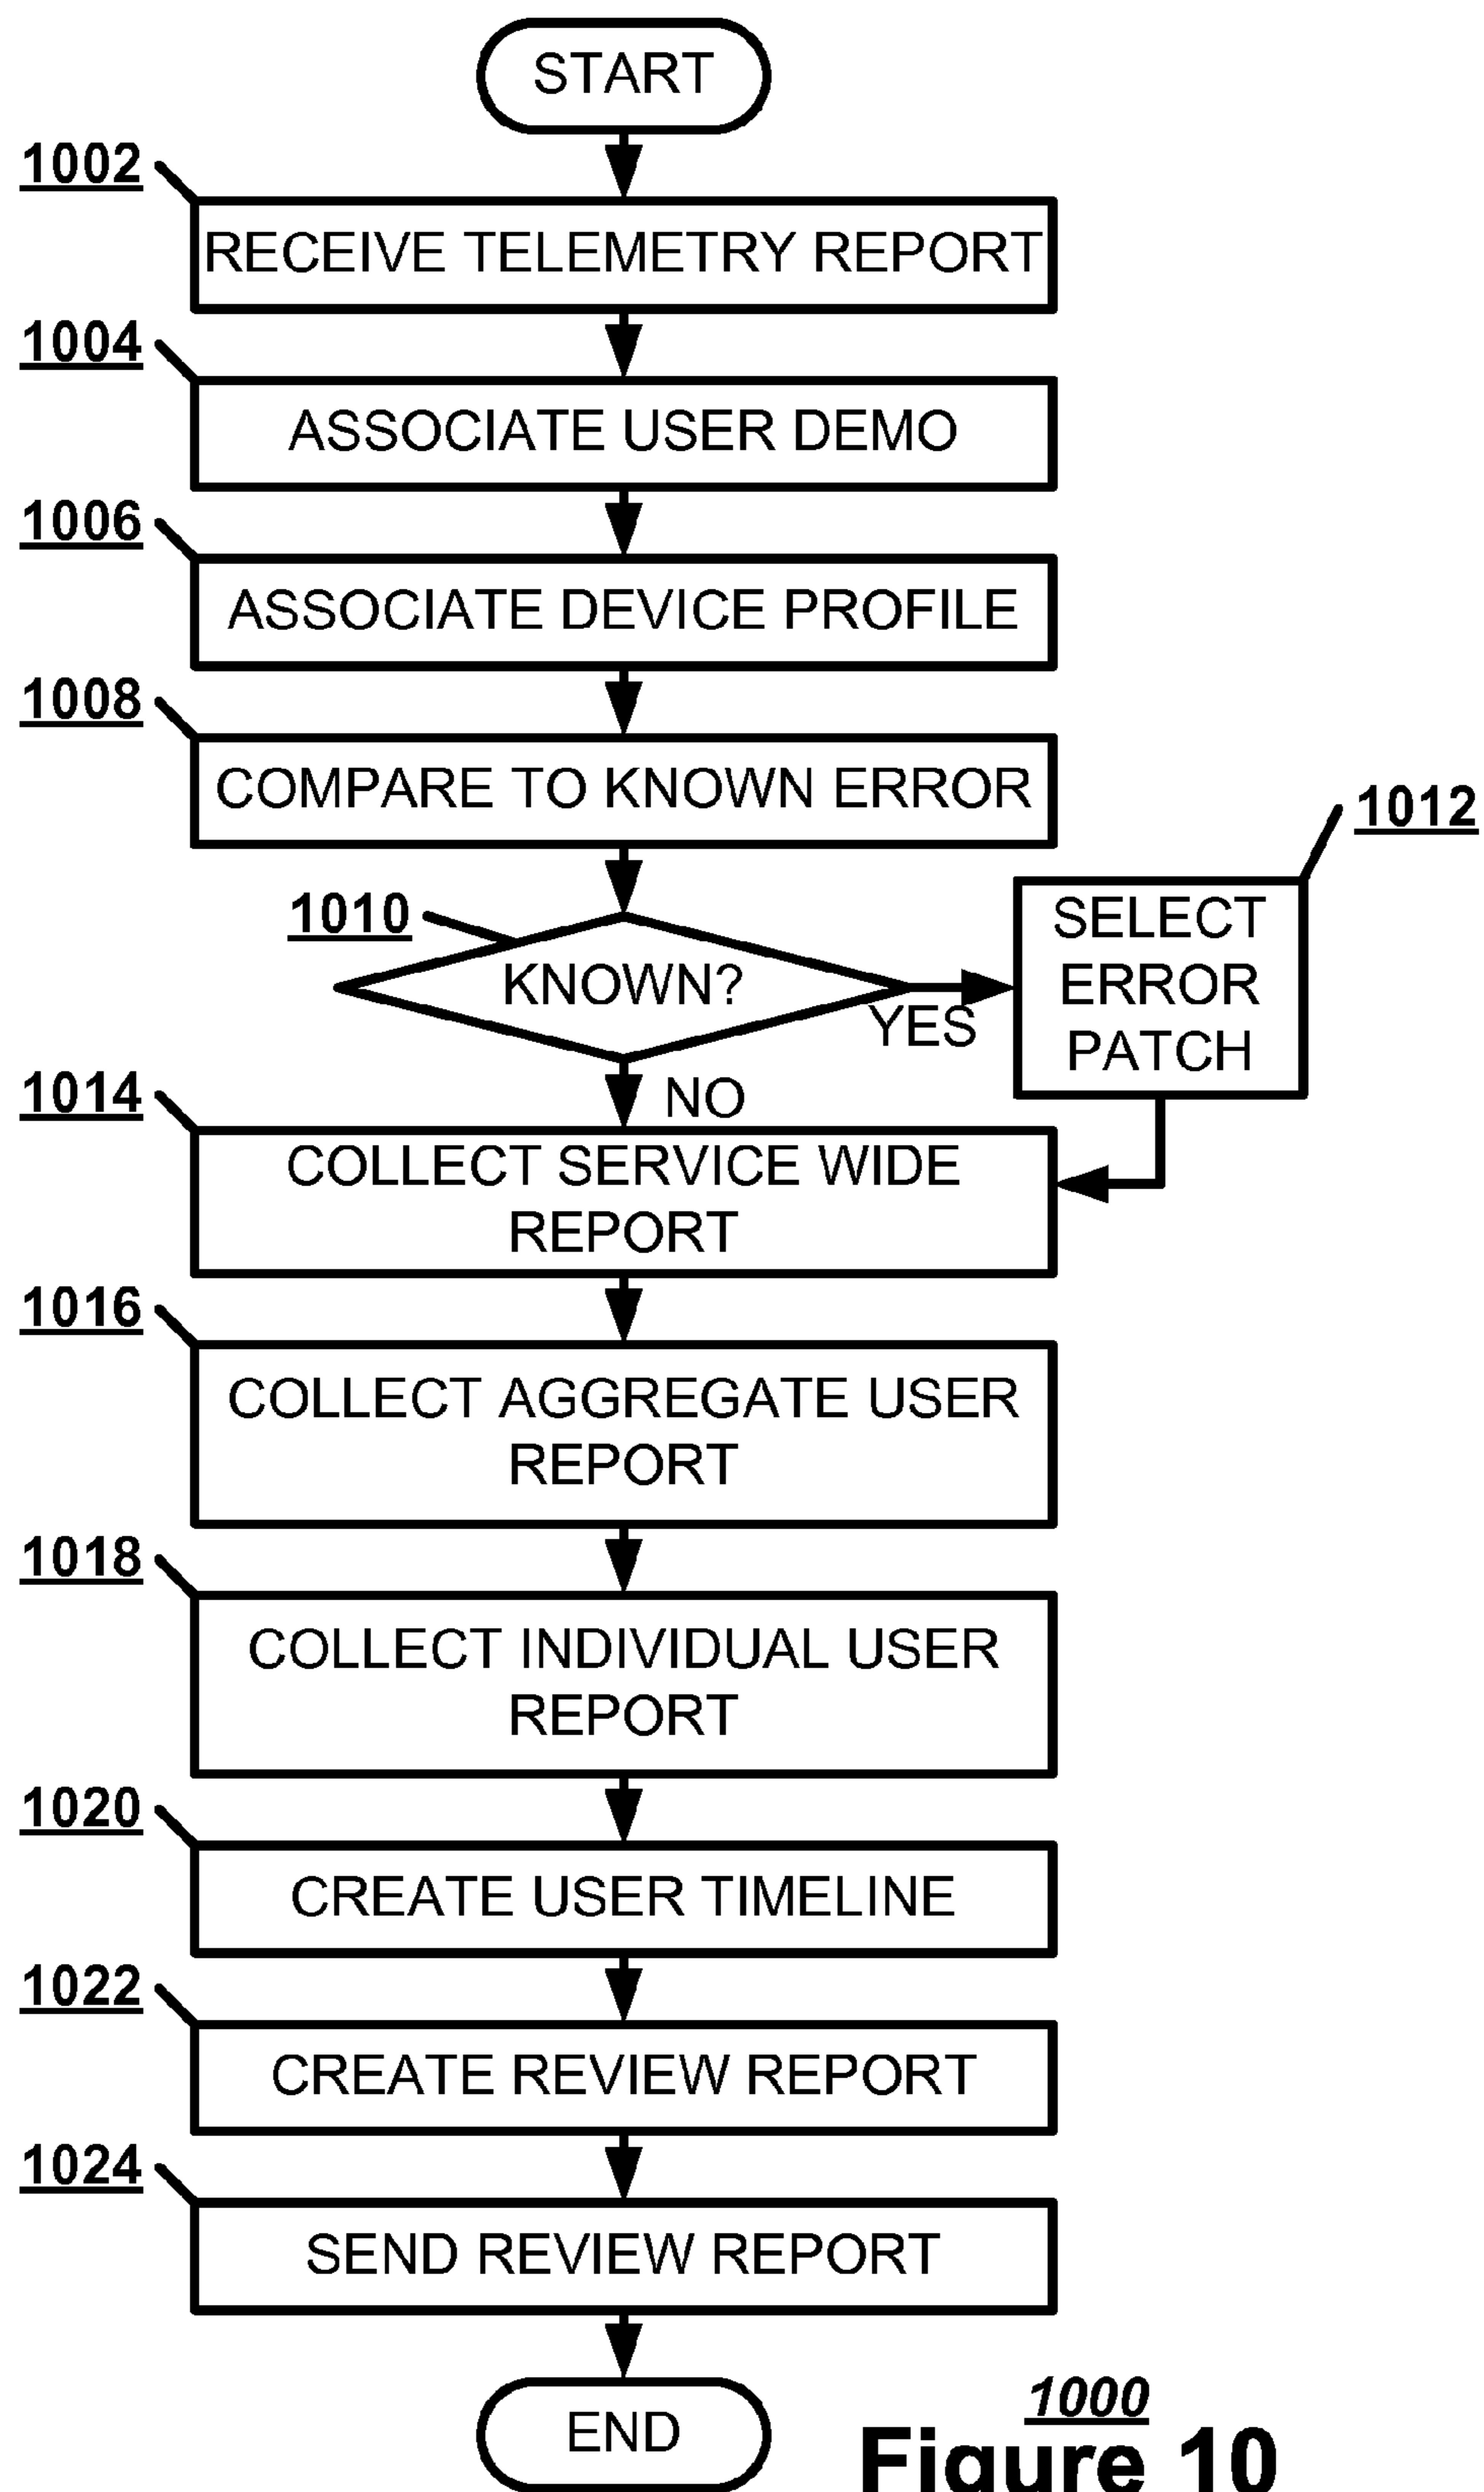 START
1002
RECEIVE TELEMETRY REPORT
1004
ASSOCIATE USER DEMO
1006
ASSOCIATE DEVICE PROFILE
1008
COMPARE TO KNOWN ERROR
1010
KNOWN?
YES
1012
SELECT
ERROR
PATCH
NO
1014
COLLECT SERVICE WIDE
REPORT
1016
COLLECT AGGREGATE USER
REPORT
1018
COLLECT INDIVIDUAL USER
REPORT
1020
CREATE USER TIMELINE
1022
CREATE REVIEW REPORT
1024
SEND REVIEW REPORT
END
1000
Figure 10